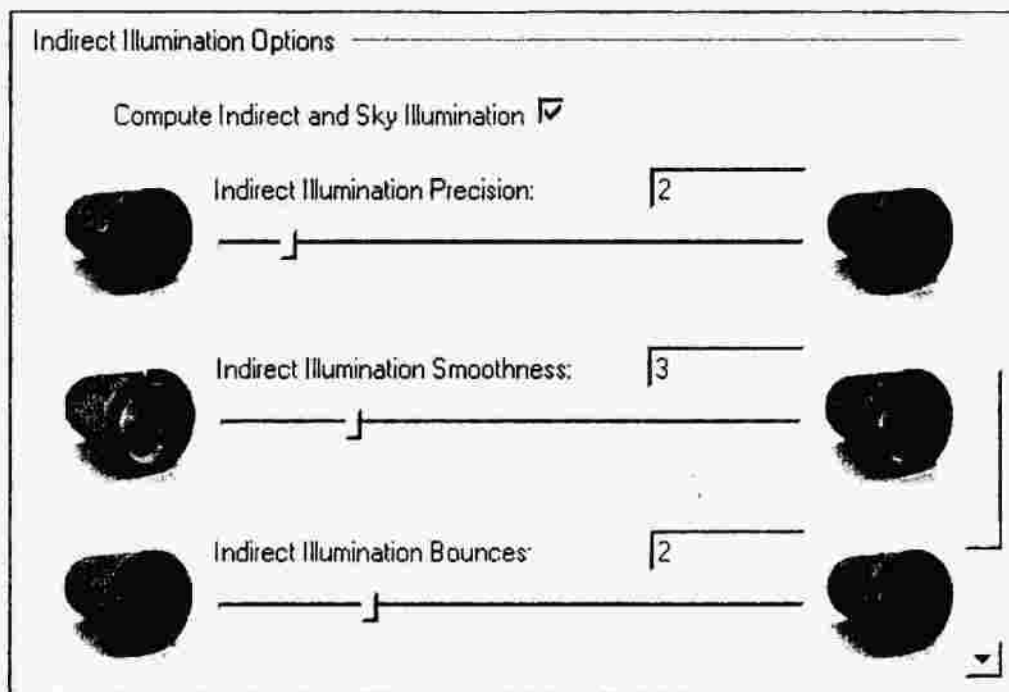 Indirect Illumination Options
Compute Indirect and Sky Illumination
Indirect Illumination Precision: 2
Indirect Illumination Smoothness: 3
Indirect Illumination Bounces: 2